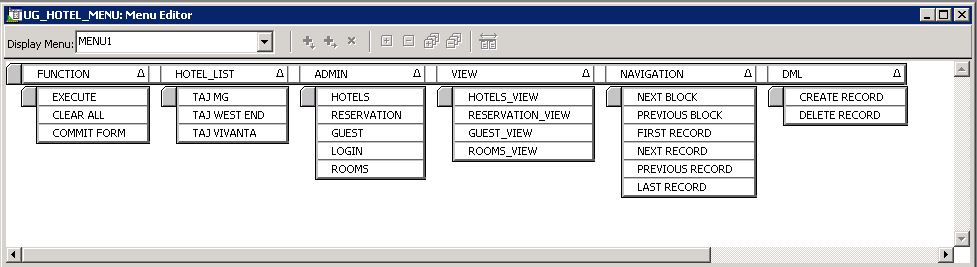 UG_HOTEL_MENU: Menu Editor
Display Menu: MENU1
FUNCTION HOTEL_LIST ADMIN VIEW NAVIGATION DML
EXECUTE TAJ MG HOTELS HOTELS_VIEW NEXT BLOCK CREATE RECORD
CLEAR ALL TAJ WEST END RESERVATION RESERVATION_VIEW PREVIOUS BLOCK DELETE RECORD
COMMIT FORM TAJ VIVANTA GUEST GUEST_VIEW FIRST RECORD
LOGIN ROOMS_VIEW NEXT RECORD
ROOMS PREVIOUS RECORD
LAST RECORD